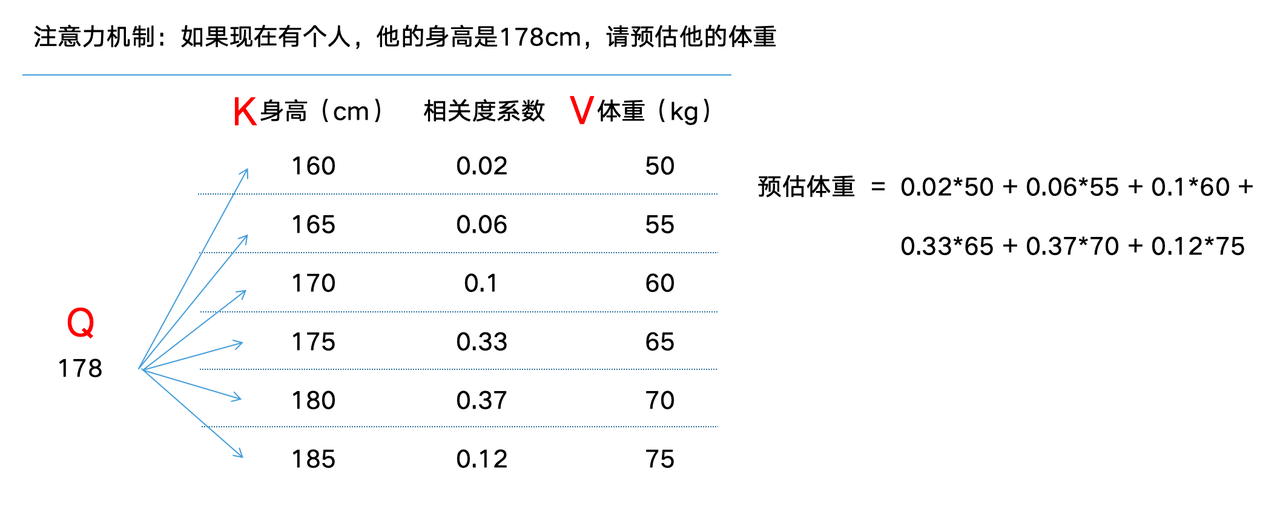 注意力机制：如果现在有个人，他的身高是178cm，请预估他的体重
K 身高（cm） 相关度系数 V 体重（kg）
160 0.02 50
165 0.06 55
170 0.1 60
175 0.33 65
180 0.37 70
185 0.12 75
Q
178
预估体重 = 0.02*50 + 0.06*55 + 0.1*60 +
0.33*65 + 0.37*70 + 0.12*75